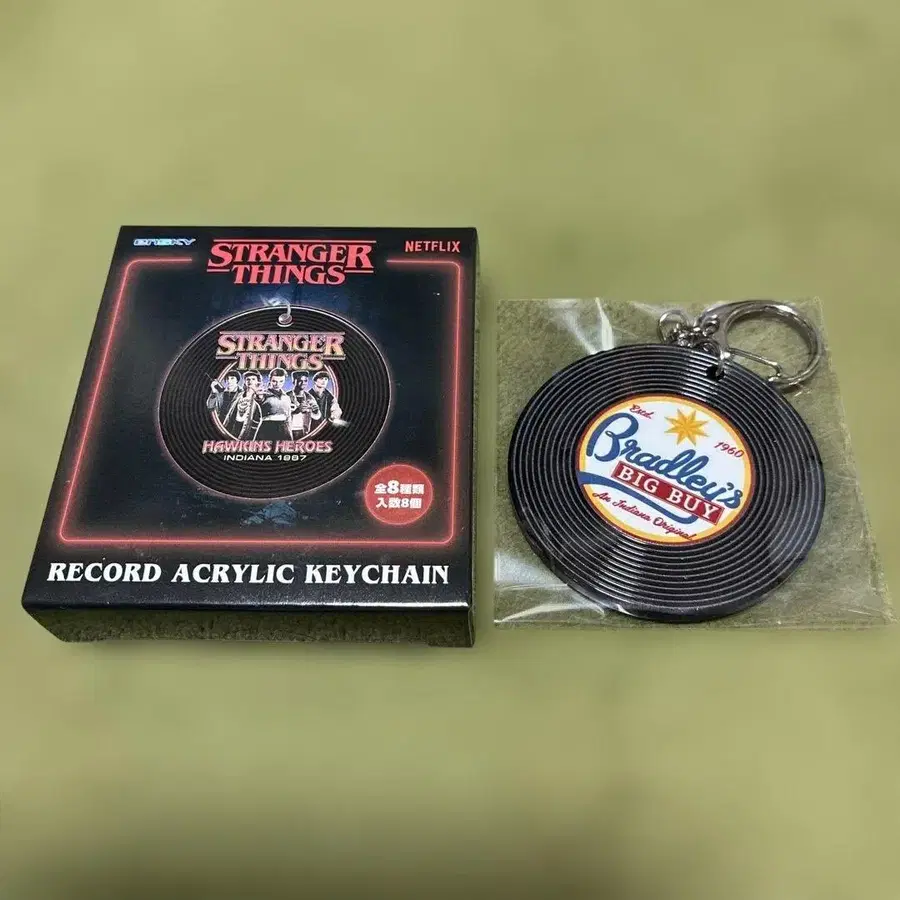 ensky
STRANGER
THINGS
NETFLIX
STRANGER
THINGS
HAWKINS HEROES
INDIANA 1987
全8種類
入数8個
RECORD ACRYLIC KEYCHAIN
Estd.
1960
Bradley's
BIG BUY
An Indiana Original